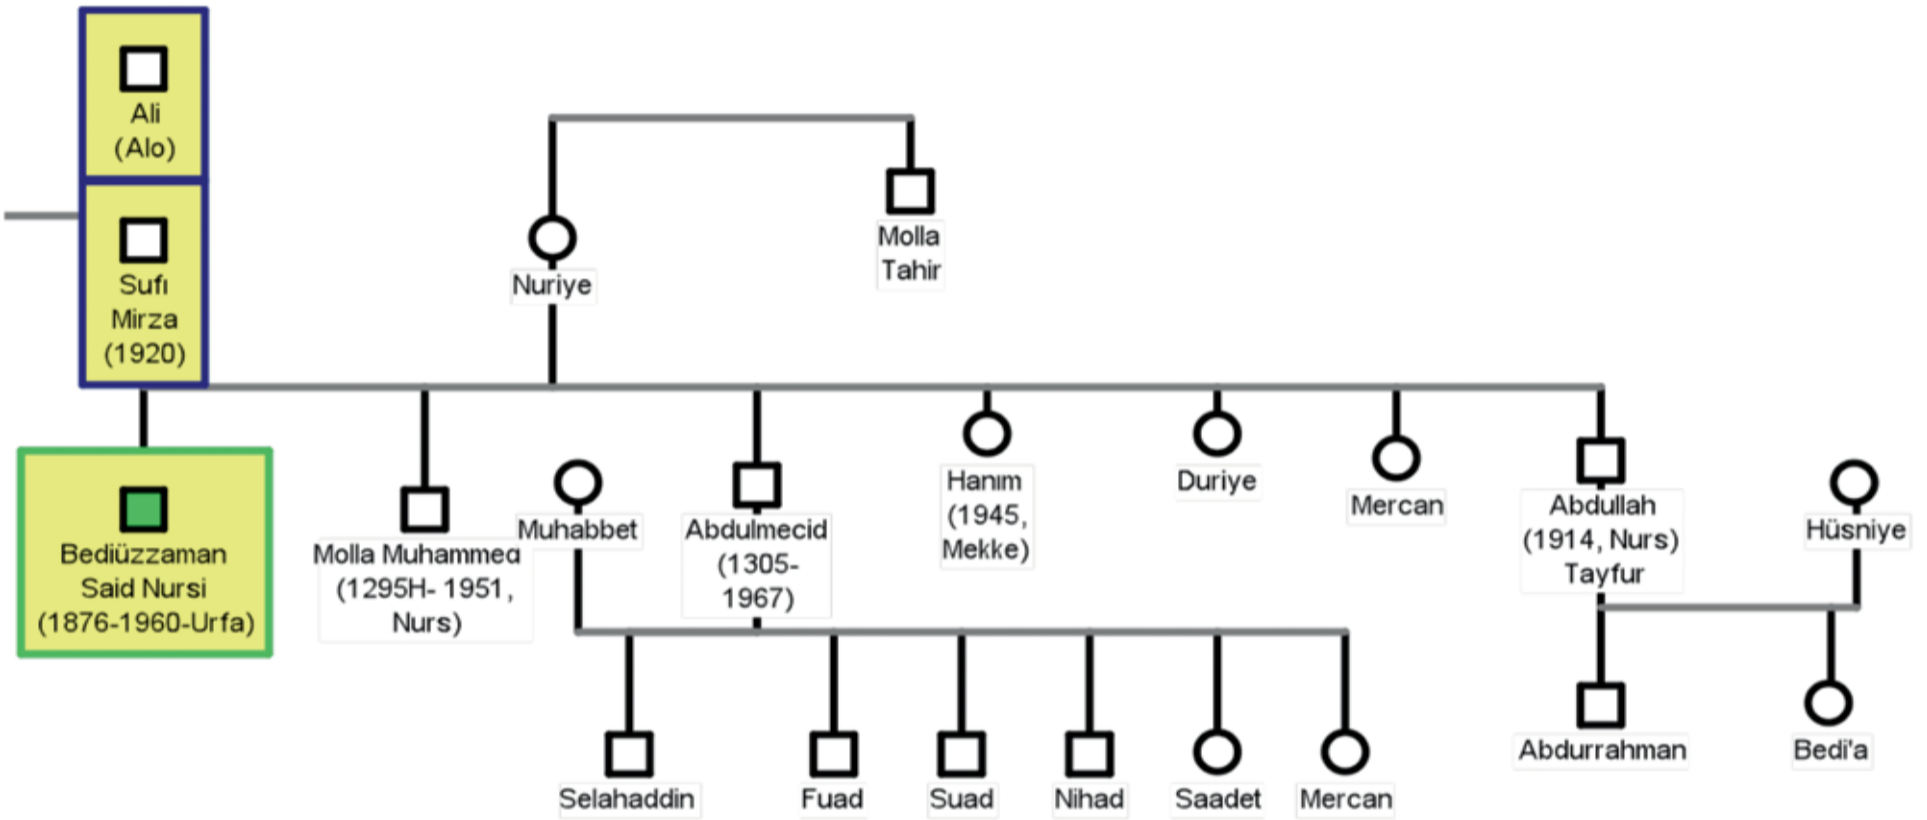 Ali
(Alo)
Sufi
Mirza
(1920)
Nuriye
Molla
Tahir
Bediüzzaman
Said Nursi
(1876-1960-Urfa)
Molla Muhammed
(1295H- 1951,
Nurs)
Muhabbet
Abdulmecid
(1305-
1967)
Hanım
(1945,
Mekke)
Duriye
Mercan
Abdullah
(1914, Nurs)
Tayfur
Hüsniye
Selahaddin
Fuad
Suad
Nihad
Saadet
Mercan
Abdurrahman
Bedi'a